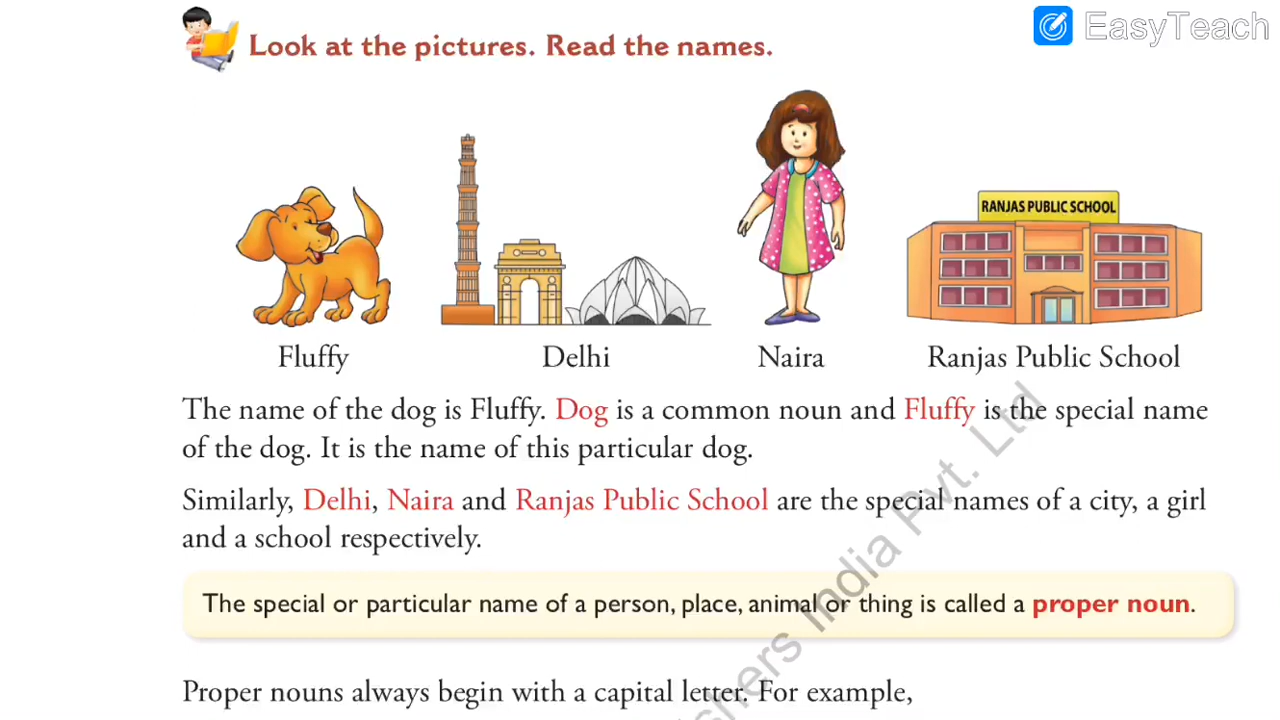 EasyTeach
Look at the pictures. Read the names.
RANJAS PUBLIC SCHOOL
Fluffy Delhi Naira Ranjas Public School
The name of the dog is Fluffy. Dog is a common noun and Fluffy is the special name
of the dog. It is the name of this particular dog.
Similarly, Delhi, Naira and Ranjas Public School are the special names of a city, a girl
and a school respectively.
The special or particular name of a person, place, animal or thing is called a proper noun.
Proper nouns always begin with a capital letter. For example,
India Pvt. Ltd